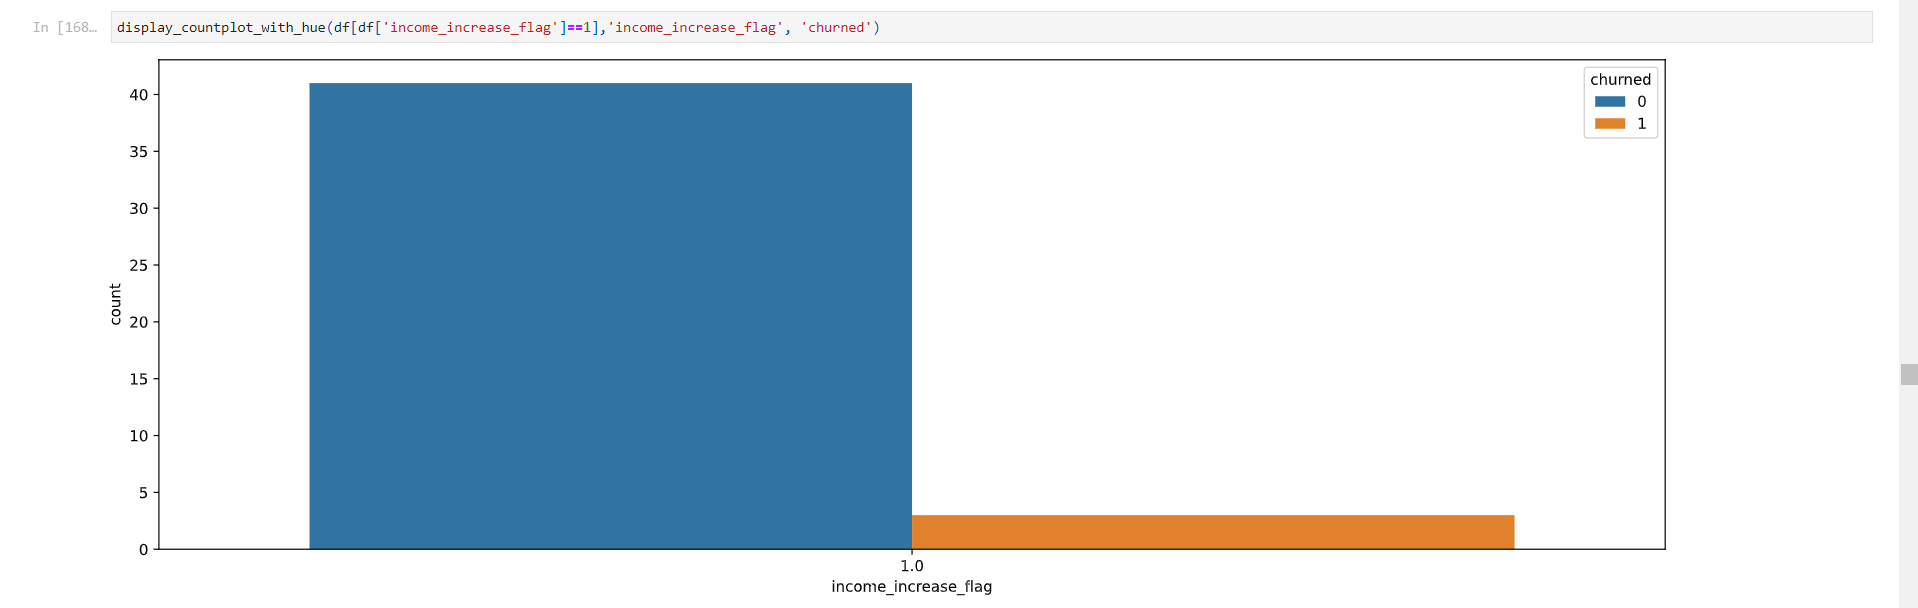 In [168…
display_countplot_with_hue(df[df['income_increase_flag']==1],'income_increase_flag', 'churned')
churned
0
1
40
35
30
25
20
15
10
5
0
count
1.0
income_increase_flag